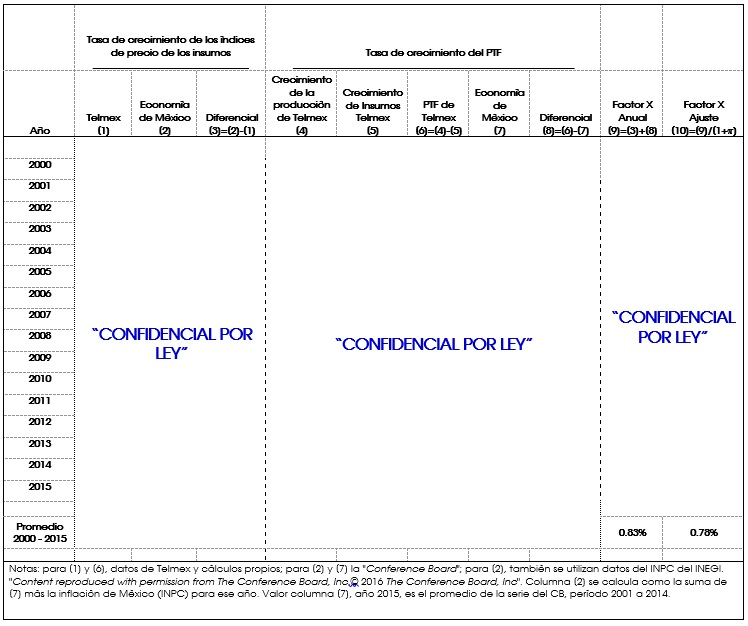 Tasa de crecimiento de los índices
de precio de los insumos
Tasa de crecimiento del PTF
Año
Telmex
(1)
Economía
de México
(2)
Diferencial
(3)=(2)-(1)
Crecimiento
de la
producción
de Telmex
(4)
Crecimiento
de Insumos
Telmex
(5)
PTF de
Telmex
(6)=(4)-(5)
Economía
de
México
(7)
Diferencial
(8)=(6)-(7)
Factor X
Anual
(9)=(3)+(8)
Factor X
Ajuste
(10)=(9)/(1+π)
2000
2001
2002
2003
2004
2005
2006
2007
2008
2009
2010
2011
2012
2013
2014
2015
“CONFIDENCIAL POR
LEY”
“CONFIDENCIAL POR LEY”
“CONFIDENCIAL
POR LEY”
Promedio
2000 - 2015
0.83%
0.78%
Notas: para (1) y (6), datos de Telmex y cálculos propios; para (2) y (7) la "Conference Board"; para (2), también se utilizan datos del INPC del INEGI.
"Content reproduced with permission from The Conference Board, Inc.© 2016 The Conference Board, Inc". Columna (2) se calcula como la suma de
(7) más la inflación de México (INPC) para ese año. Valor columna (7), año 2015, es el promedio de la serie del CB, período 2001 a 2014.